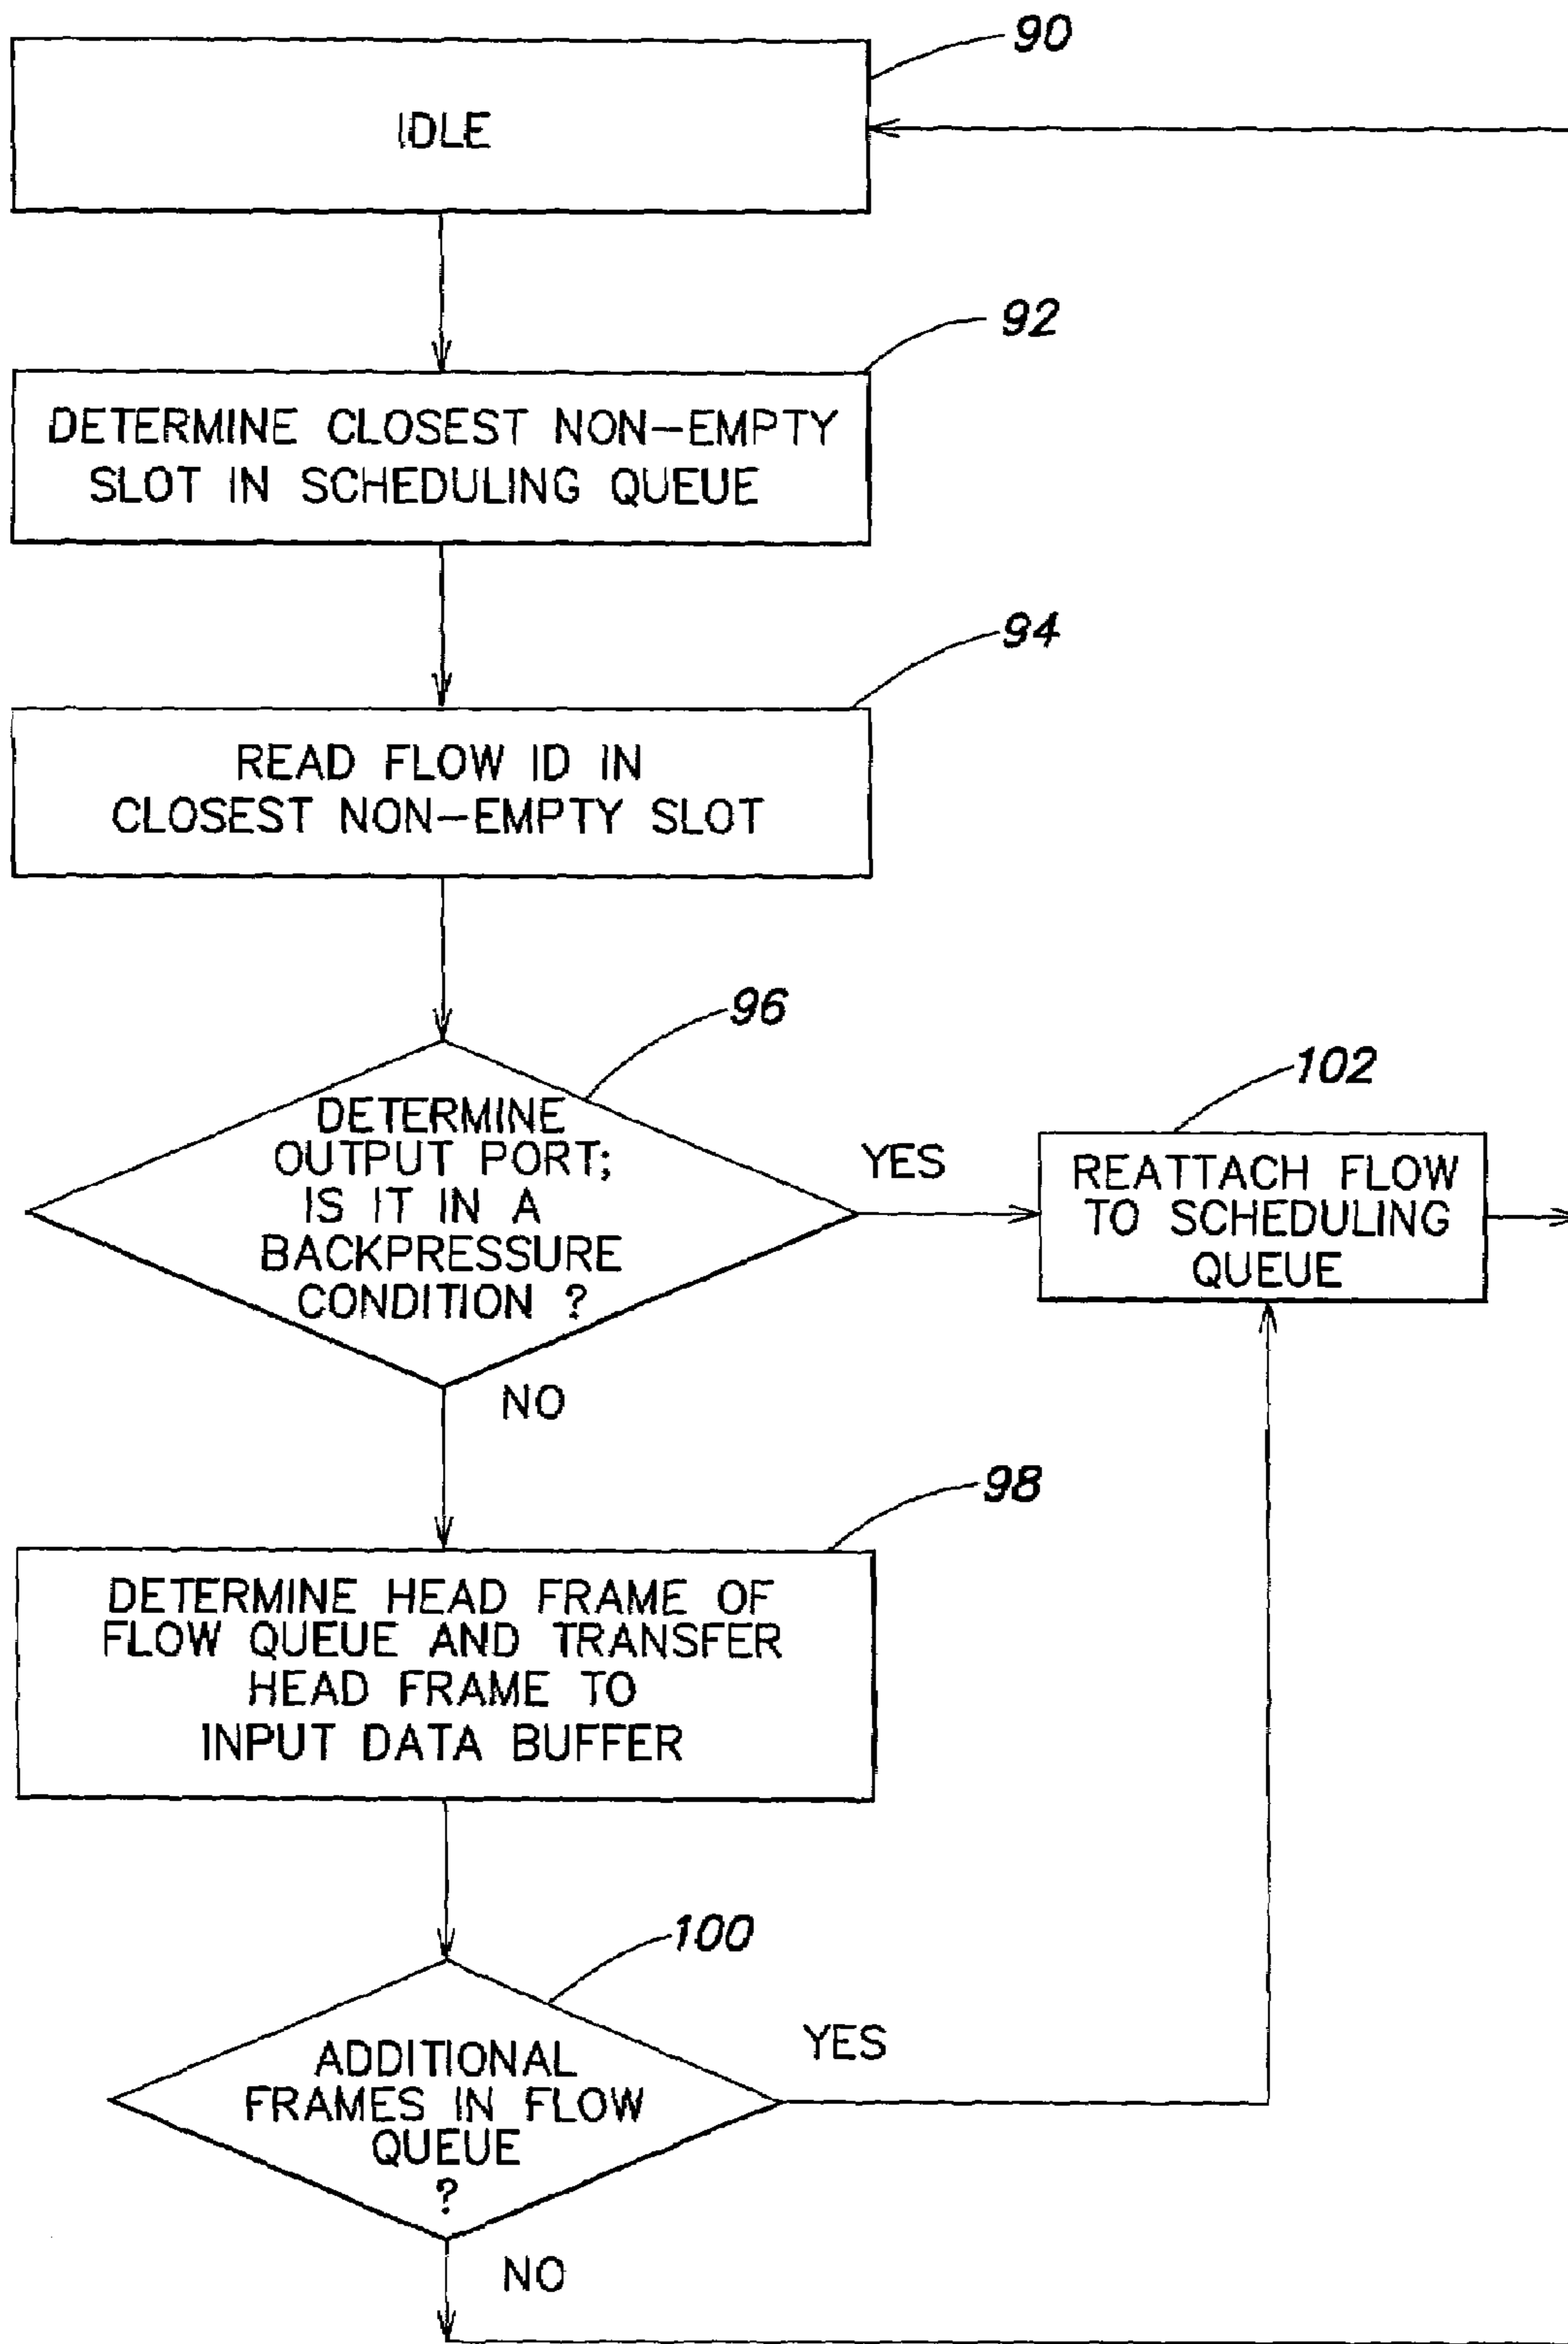 90
IDLE
92
DETERMINE CLOSEST NON-EMPTY
SLOT IN SCHEDULING QUEUE
94
READ FLOW ID IN
CLOSEST NON-EMPTY SLOT
96
DETERMINE
OUTPUT PORT;
IS IT IN A
BACKPRESSURE
CONDITION ?
YES
102
REATTACH FLOW
TO SCHEDULING
QUEUE
NO
98
DETERMINE HEAD FRAME OF
FLOW QUEUE AND TRANSFER
HEAD FRAME TO
INPUT DATA BUFFER
100
ADDITIONAL
FRAMES IN FLOW
QUEUE
?
YES
NO